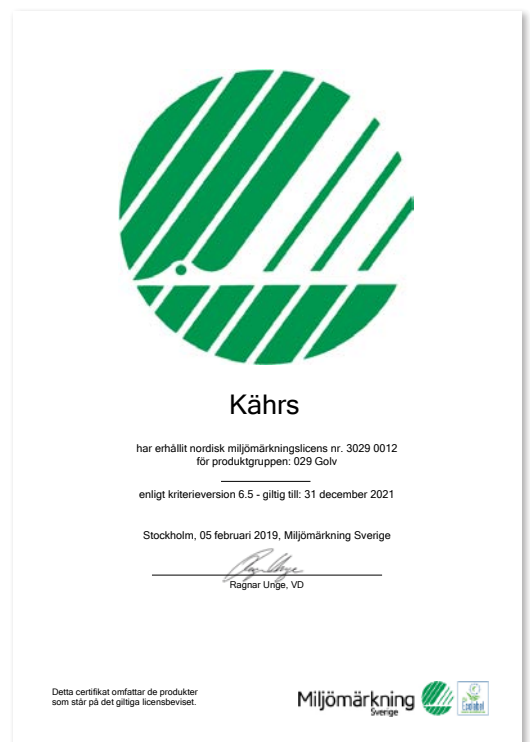 Kährs
har erhållit nordisk miljömärkningslicens nr. 3029 0012
för produktgruppen: 029 Golv
enligt kriterieversion 6.5 - giltig till: 31 december 2021
Stockholm, 05 februari 2019, Miljömärkning Sverige
Ragnar Unge, VD
Detta certifikat omfattar de produkter
som står på det giltiga licensbeviset.
Miljömärkning
Sverige
Ecolabel